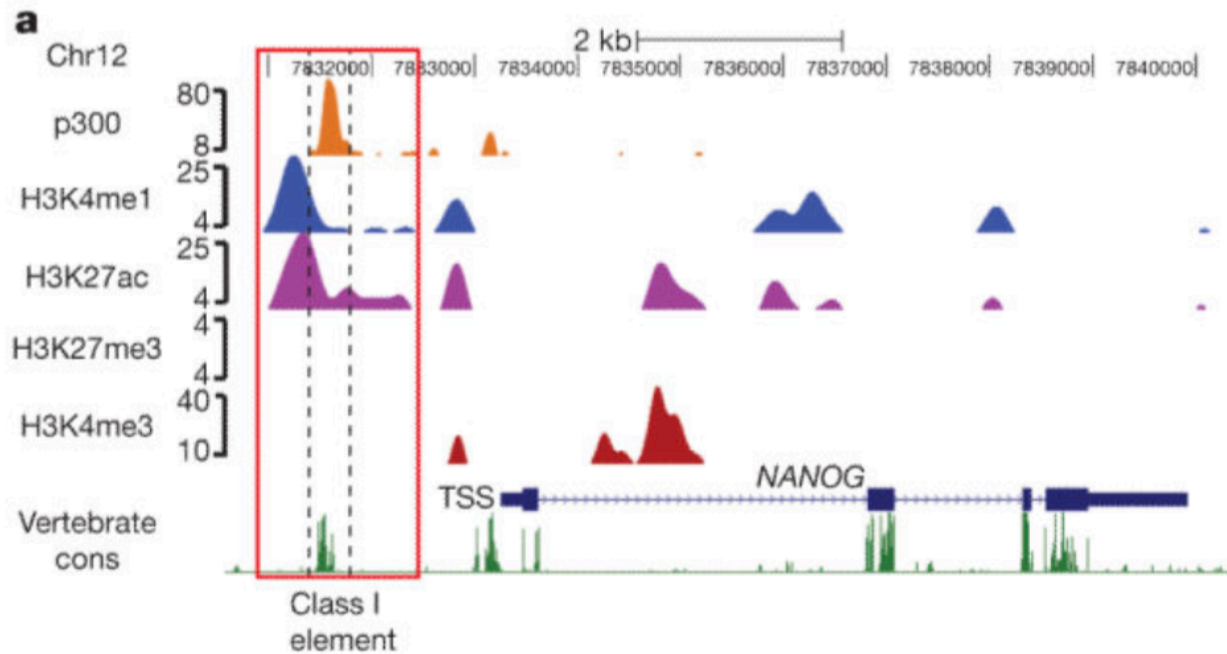 a
2 kb
Chr12
7832000 7833000 7834000 7835000 7836000 7837000 7838000 7839000 7840000
80
p300
8
25
H3K4me1
4
25
H3K27ac
4
4
H3K27me3
4
40
H3K4me3
10
NANOG
TSS
Vertebrate
cons
Class I
element